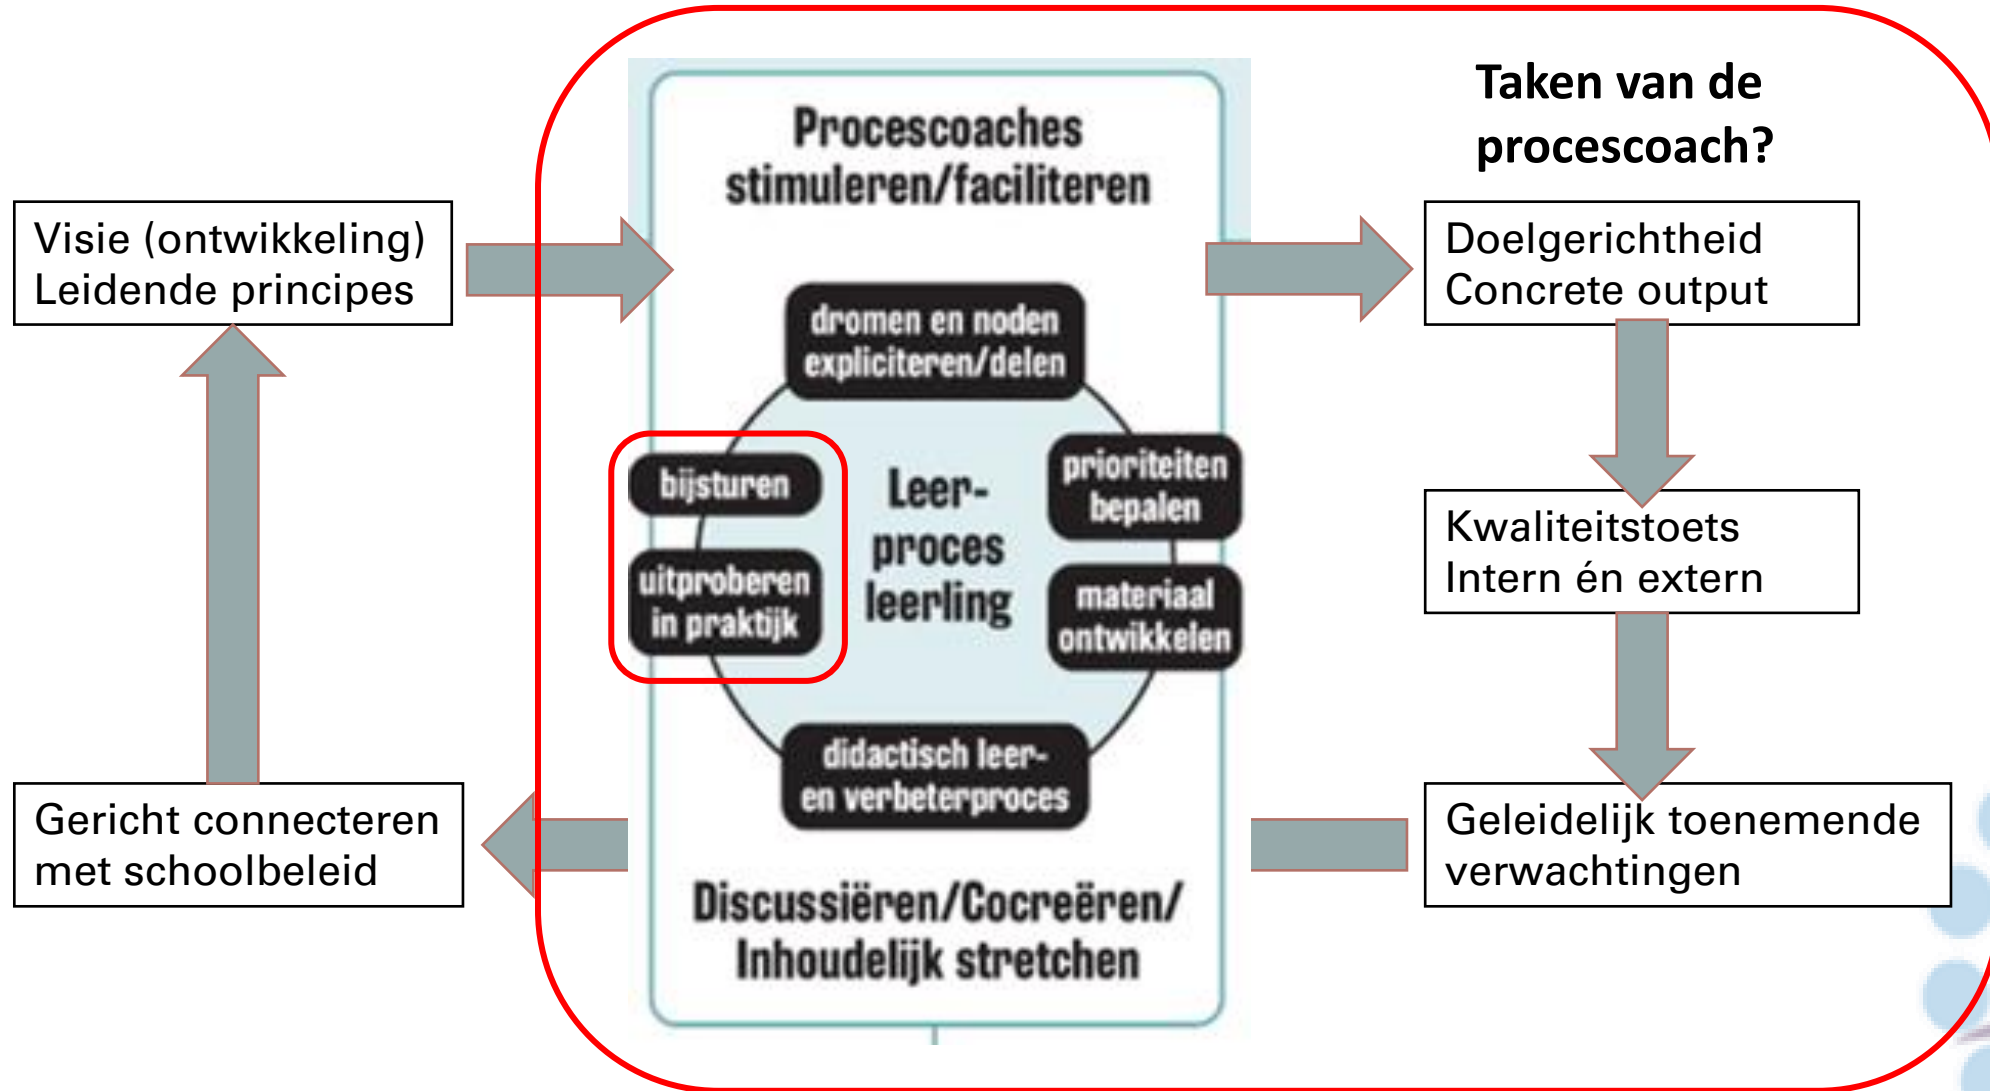 Taken van de
procescoach?
Procescoaches
stimuleren/faciliteren
Visie (ontwikkeling)
Leidende principes
Doelgerichtheid
Concrete output
dromen en noden
expliciteren/delen
bijsturen
uitproberen
in praktijk
Leer-
proces
leerling
prioriteiten
bepalen
materiaal
ontwikkelen
Kwaliteitstoets
Intern én extern
didactisch leer-
en verbeterproces
Gericht connecteren
met schoolbeleid
Geleidelijk toenemende
verwachtingen
Discussiëren/Cocreëren/
Inhoudelijk stretchen